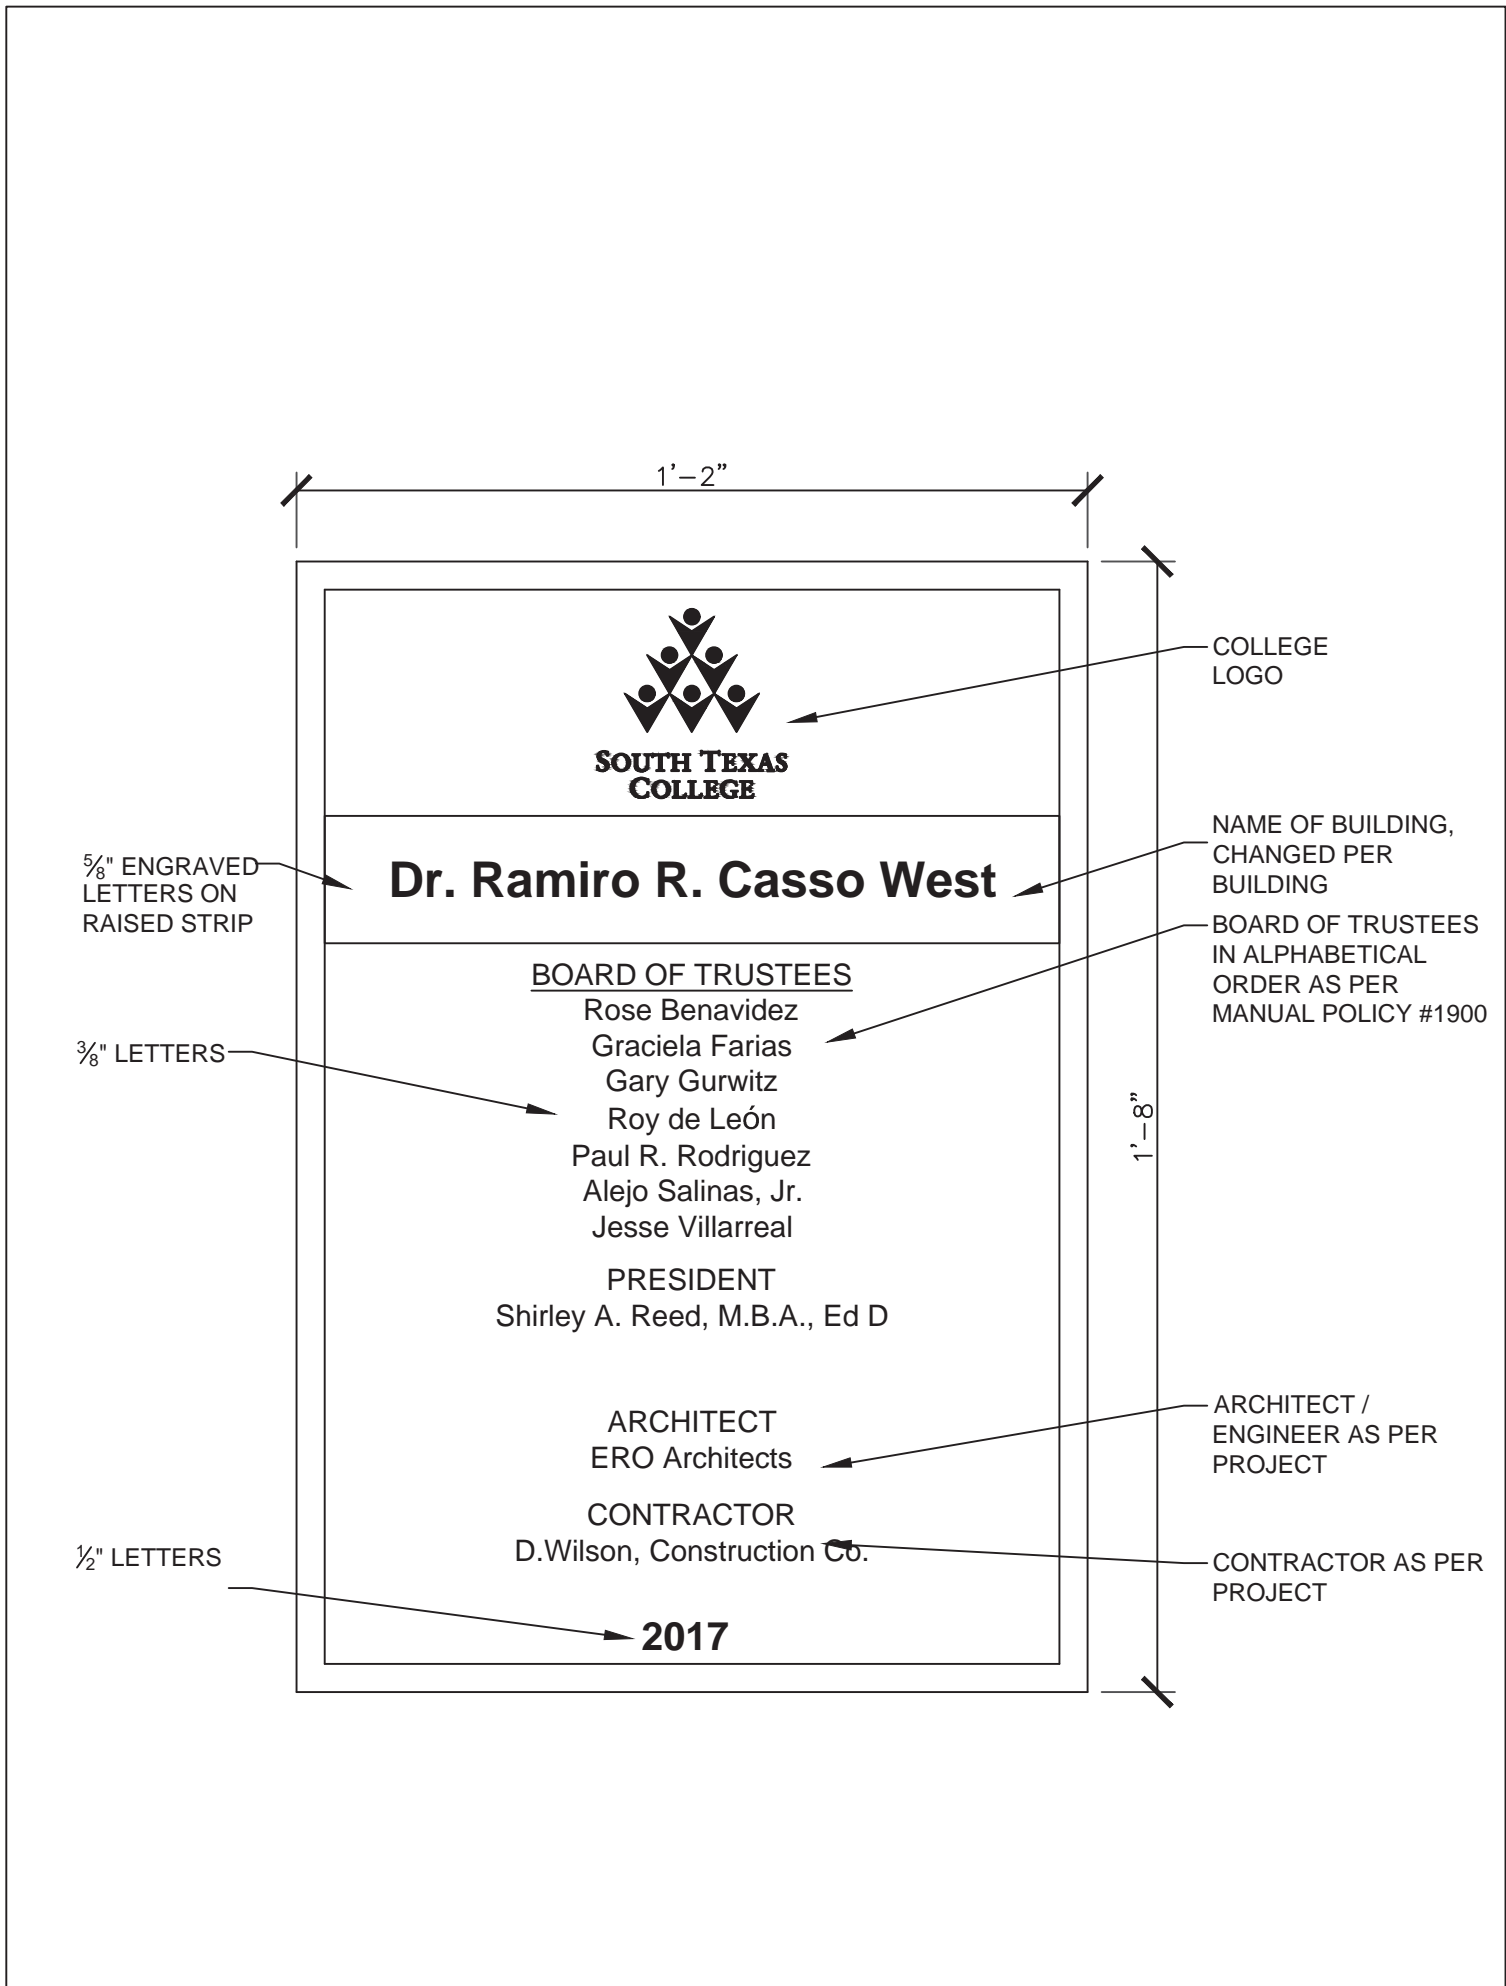 1'-2"
SOUTH TEXAS
COLLEGE
COLLEGE
LOGO
Dr. Ramiro R. Casso West
⅝" ENGRAVED
LETTERS ON
RAISED STRIP
NAME OF BUILDING,
CHANGED PER
BUILDING
BOARD OF TRUSTEES
Rose Benavidez
Graciela Farias
Gary Gurwitz
Roy de León
Paul R. Rodriguez
Alejo Salinas, Jr.
Jesse Villarreal
BOARD OF TRUSTEES
IN ALPHABETICAL
ORDER AS PER
MANUAL POLICY #1900
⅜" LETTERS
1'-8"
PRESIDENT
Shirley A. Reed, M.B.A., Ed D
ARCHITECT
ERO Architects
ARCHITECT /
ENGINEER AS PER
PROJECT
CONTRACTOR
D.Wilson, Construction Co.
CONTRACTOR AS PER
PROJECT
½" LETTERS
2017